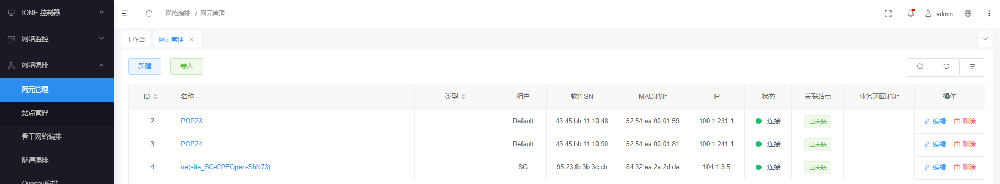 IONE·控制器
网络监控
网络编排
网元管理
站点管理
骨干网络编排
隧道编排
Overlay编排
网络编排 / 网元管理
admin
工作台 网元管理
新建 导入
ID 名称 类型 租户 软件SN MAC地址 IP 状态 关联站点 业务环回地址 操作
2 POP23 Default 43:45:bb:11:10:48 52:54:aa:00:01:59 100.1.231.1 连接 已关联 编辑 删除
3 POP24 Default 43:45:bb:11:10:90 52:54:aa:00:01:81 100.1.241.1 连接 已关联 编辑 删除
4 ne(site_SG-CPEOpen-ShN73) SG 95:23:fb:3b:3c:cb 84:32:ea:2a:2d:da 104.1.3.5 连接 已关联 编辑 删除